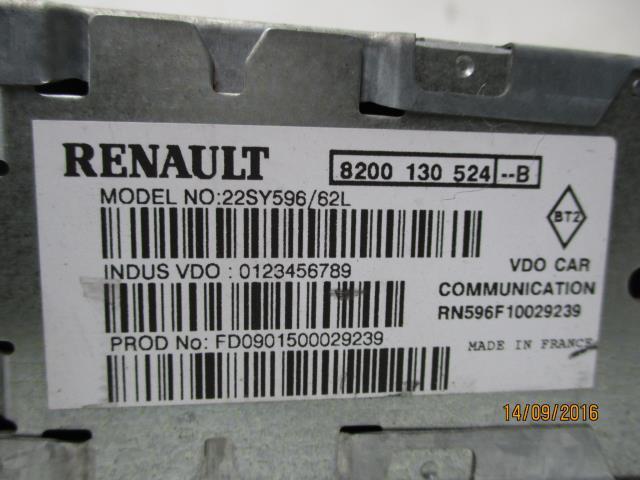 RENAULT 8200 130 524 --B
MODEL NO:22SY596/62L
BT2
INDUS VDO : 0123456789
VDO CAR
COMMUNICATION
RN596F10029239
PROD No: FD0901500029239
MADE IN FRANCE
14/09/2016